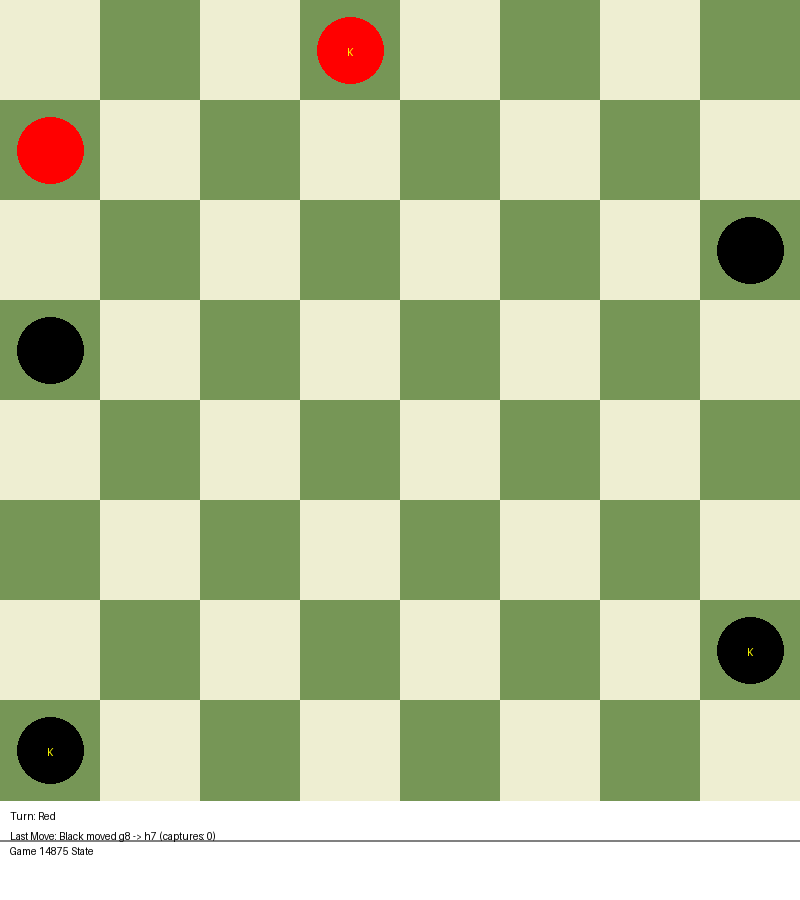 K
K
K
Turn: Red
Last Move: Black moved g8 -> h7 (captures: 0)
Game 14875 State